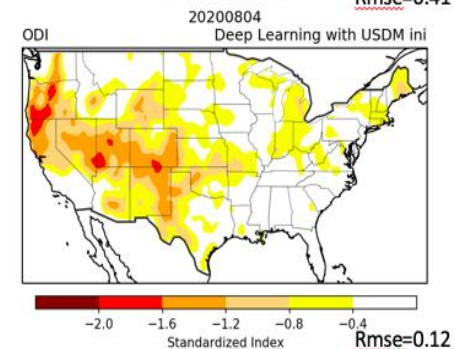 Rmse=0.41
20200804
ODI Deep Learning with USDM ini
−2.0 −1.6 −1.2 −0.8 −0.4
Standardized Index Rmse=0.12